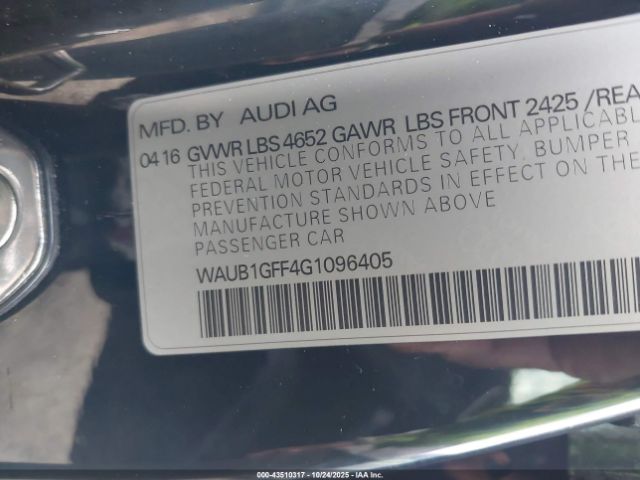 MFD. BY AUDI AG
04 16 GVWR LBS 4652 GAWR LBS FRONT 2425 /REA
THIS VEHICLE CONFORMS TO ALL APPLICABL
FEDERAL MOTOR VEHICLE SAFETY, BUMPER
PREVENTION STANDARDS IN EFFECT ON THE
MANUFACTURE SHOWN ABOVE
PASSENGER CAR
WAUB1GFF4G1096405
000-43510317 - 10/24/2025 - IAAI.COM